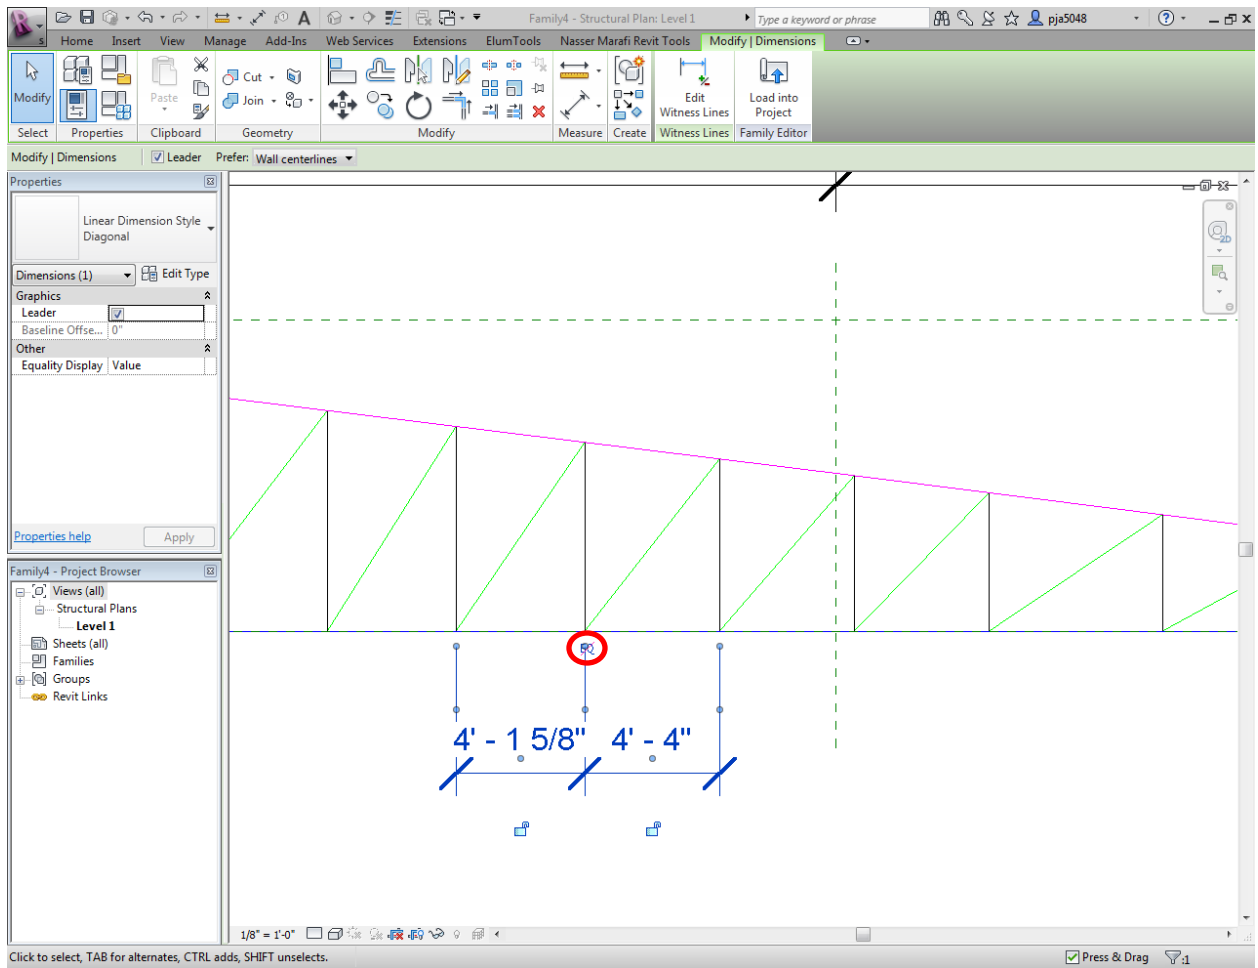 Family4 - Structural Plan: Level 1
Type a keyword or phrase
pja5048
Home Insert View Manage Add-Ins Web Services Extensions ElumTools Nasser Marafi Revit Tools Modify | Dimensions
Modify
Paste
Cut
Join
Edit
Witness Lines
Load into
Project
Select Properties Clipboard Geometry Modify Measure Create Witness Lines Family Editor
Modify | Dimensions Leader Prefer: Wall centerlines
Properties
Linear Dimension Style
Diagonal
Dimensions (1) Edit Type
Graphics
Leader
Baseline Offse... 0"
Other
Equality Display Value
Properties help Apply
Family4 - Project Browser
Views (all)
Structural Plans
Level 1
Sheets (all)
Families
Groups
Revit Links
2D
4' - 1 5/8" 4' - 4"
1/8" = 1'-0"
Click to select, TAB for alternates, CTRL adds, SHIFT unselects.
Press & Drag :1